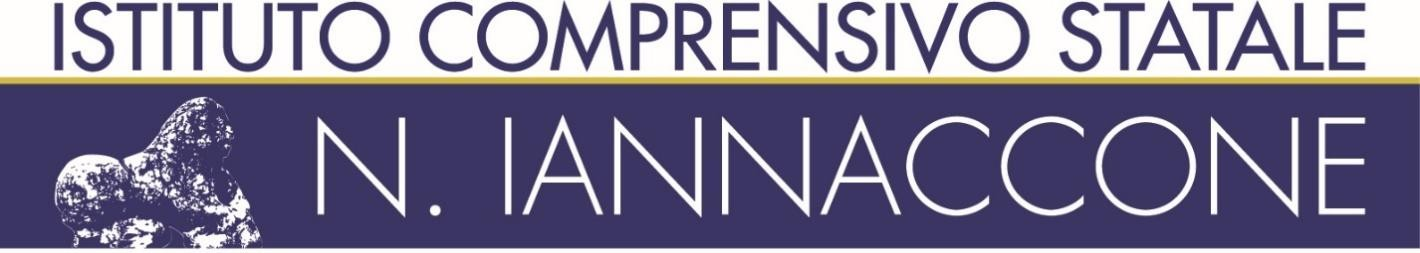 ISTITUTO COMPRENSIVO STATALE
N. IANNACCONE